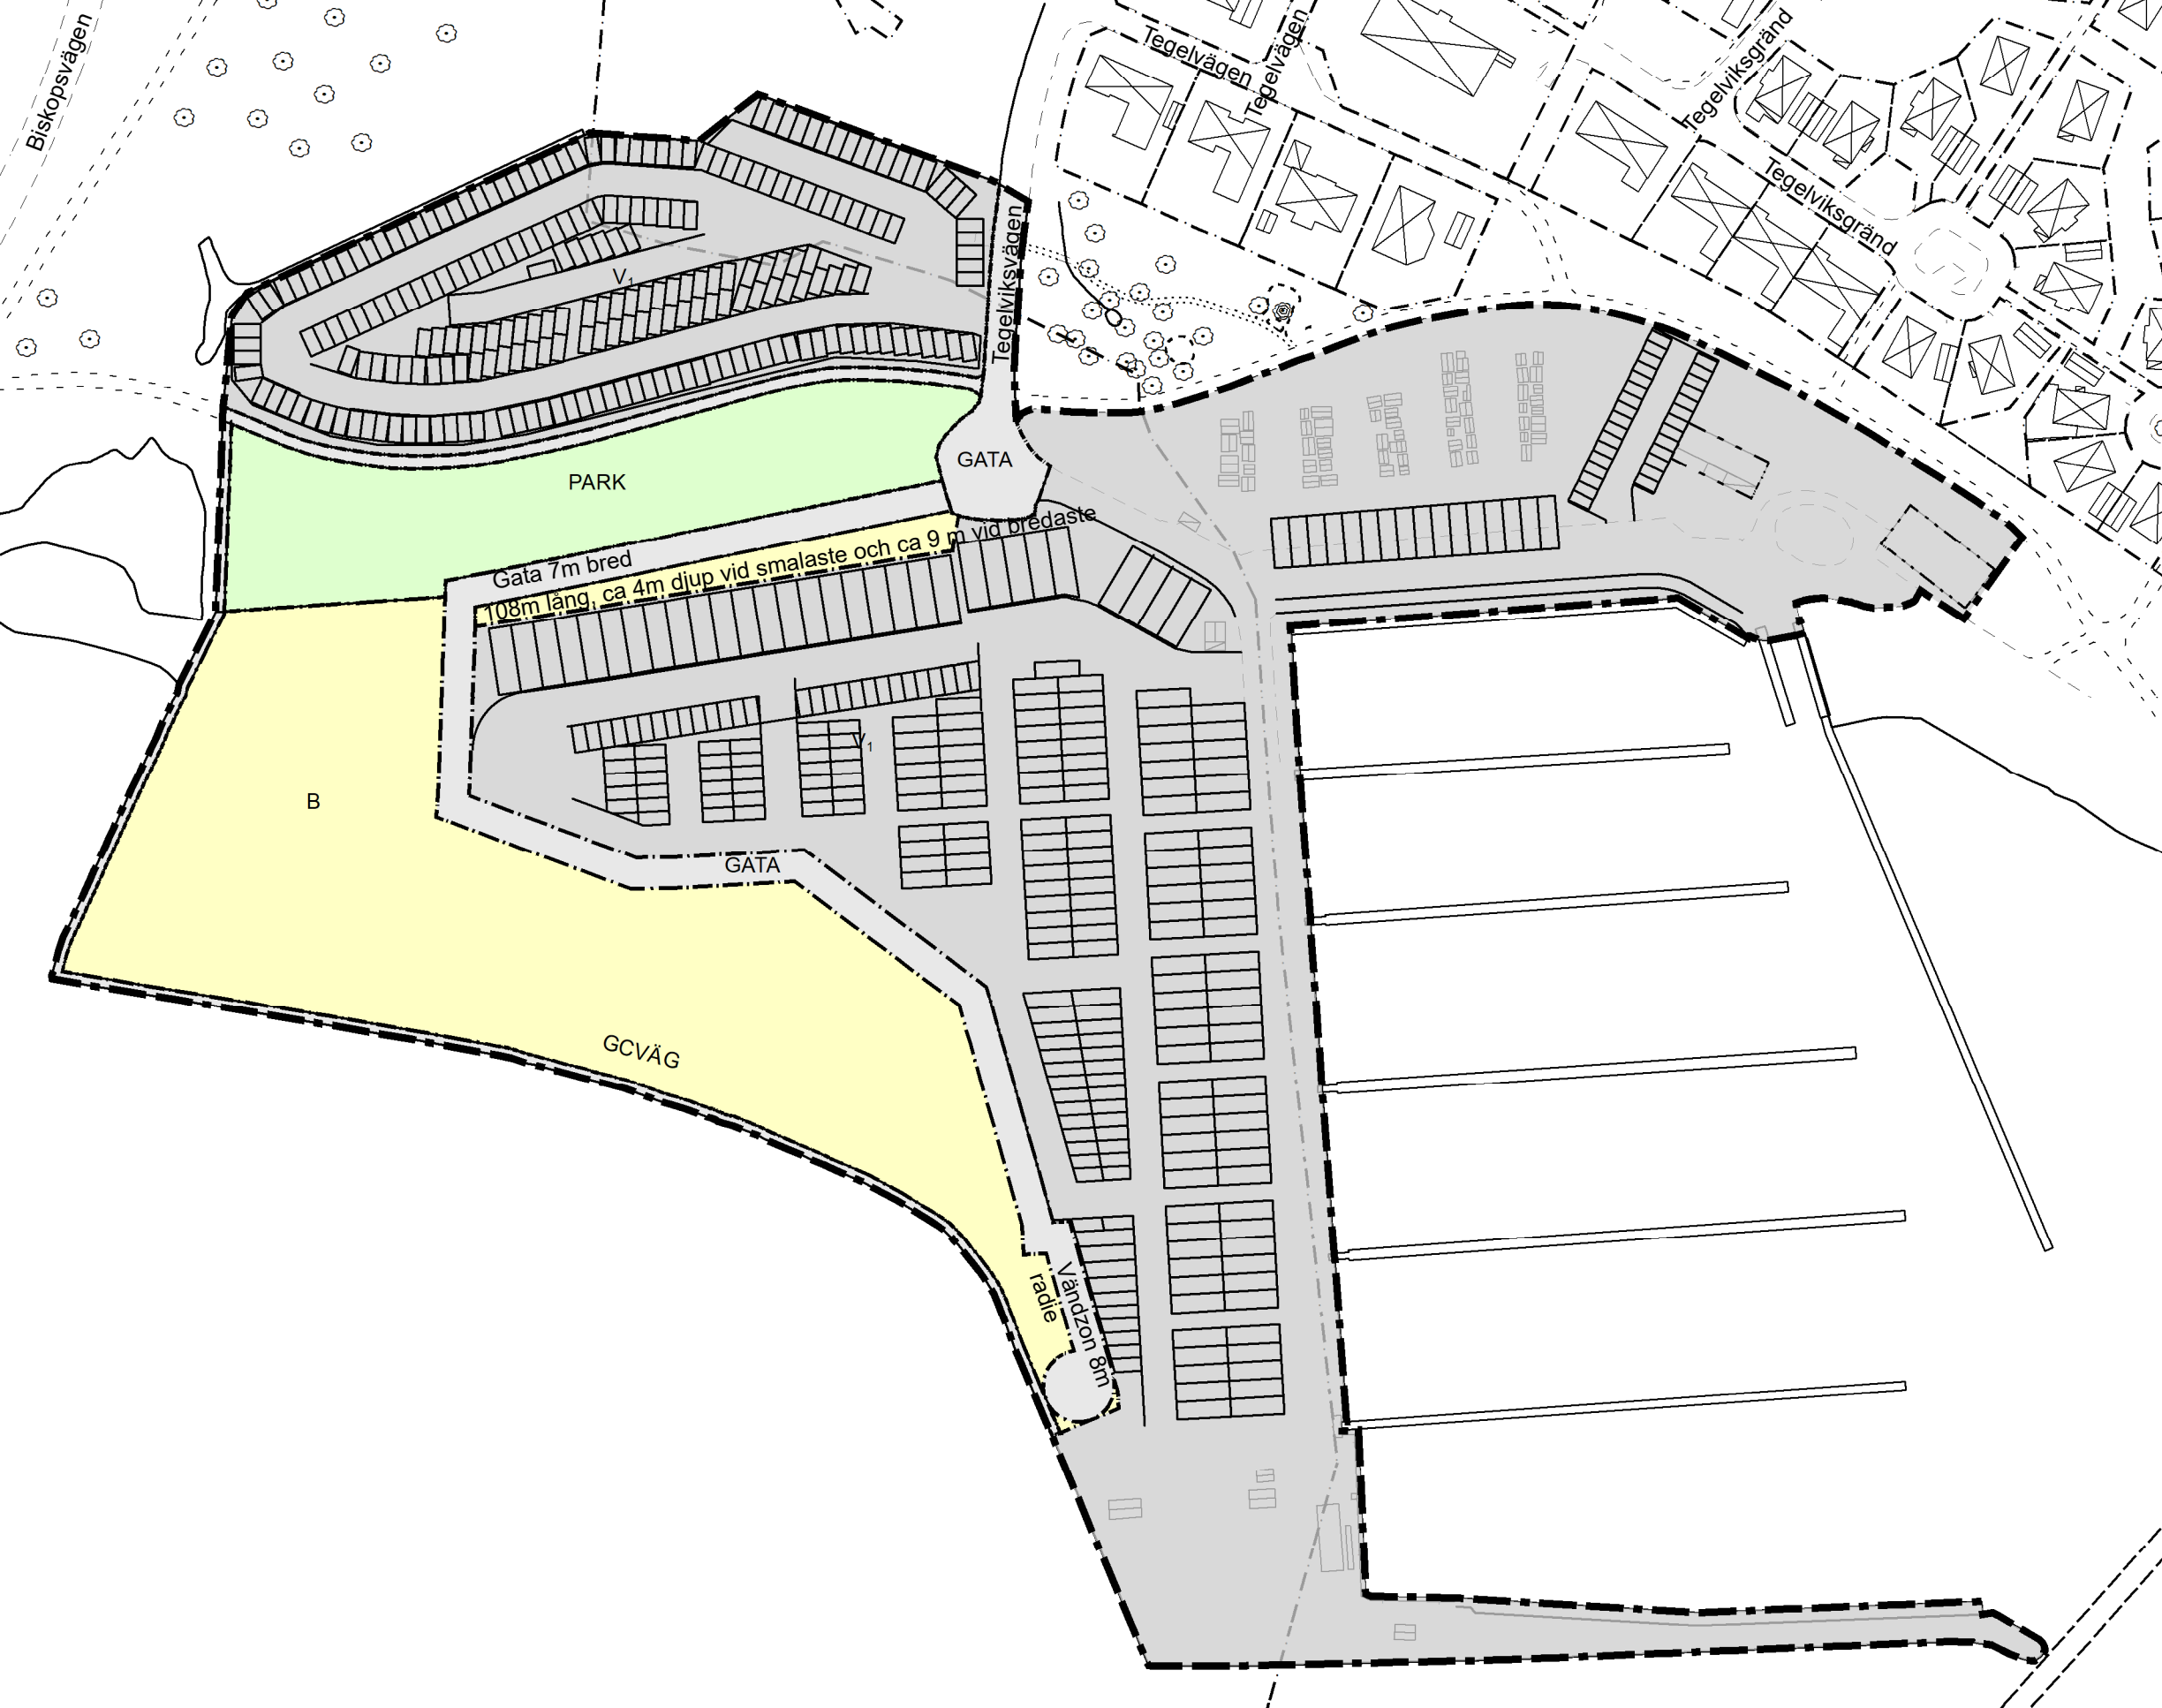 Biskopsvägen
Tegelvägen
Tegelvägen
Tegelviksgränd
Tegelviksgränd
Tegelviksvägen
V₁
PARK
GATA
Gata 7m bred
108m lång, ca 4m djup vid smalaste och ca 9 m vid bredaste
V₁
B
GATA
GCVÄG
Vändzon 8m
radie